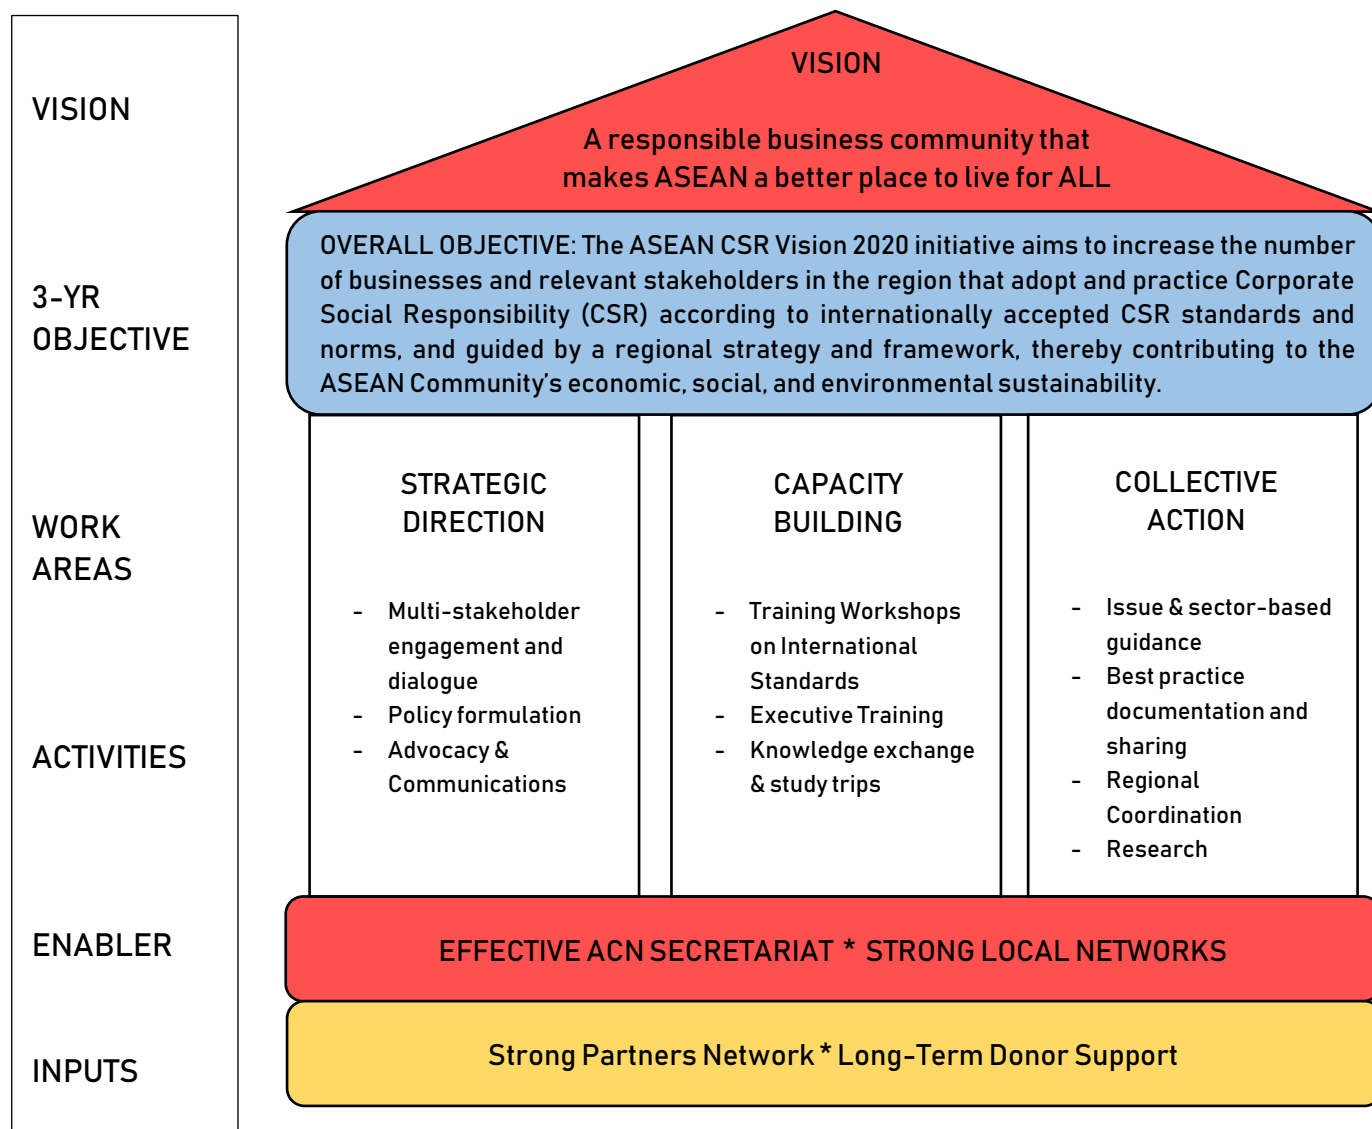 VISION
3-YR
OBJECTIVE
WORK
AREAS
ACTIVITIES
ENABLER
INPUTS
VISION
A responsible business community that
makes ASEAN a better place to live for ALL
OVERALL OBJECTIVE: The ASEAN CSR Vision 2020 initiative aims to increase the number
of businesses and relevant stakeholders in the region that adopt and practice Corporate
Social Responsibility (CSR) according to internationally accepted CSR standards and
norms, and guided by a regional strategy and framework, thereby contributing to the
ASEAN Community's economic, social, and environmental sustainability.
STRATEGIC
DIRECTION
- Multi-stakeholder
engagement and
dialogue
- Policy formulation
- Advocacy &
Communications
CAPACITY
BUILDING
- Training Workshops
on International
Standards
- Executive Training
- Knowledge exchange
& study trips
COLLECTIVE
ACTION
- Issue & sector-based
guidance
- Best practice
documentation and
sharing
- Regional
Coordination
- Research
EFFECTIVE ACN SECRETARIAT * STRONG LOCAL NETWORKS
Strong Partners Network * Long-Term Donor Support